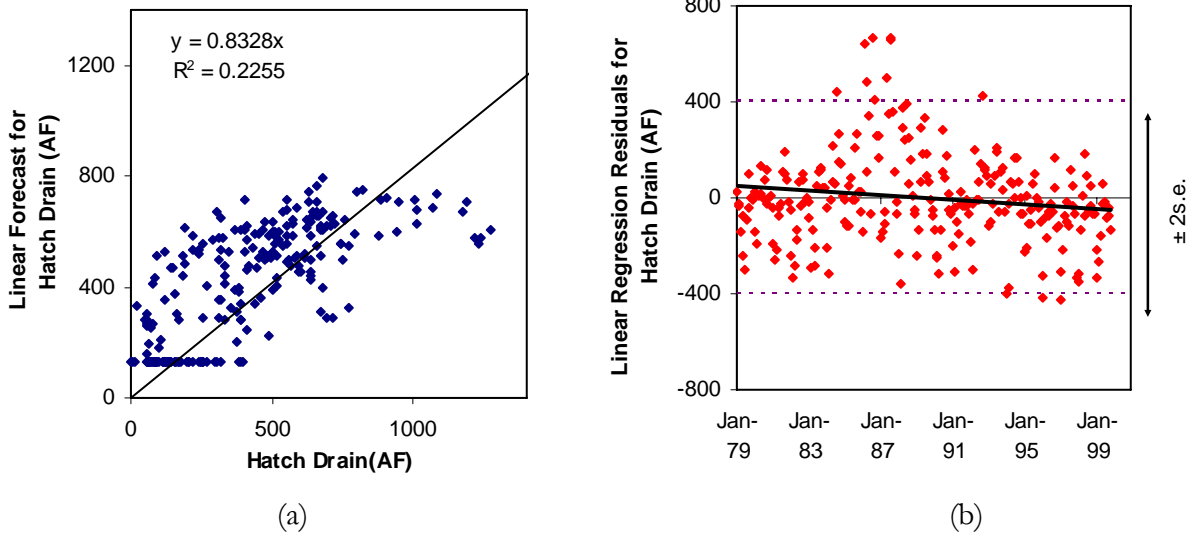 y = 0.8328x
R² = 0.2255
Linear Forecast for
Hatch Drain (AF)
1200
800
400
0
0 500 1000
Hatch Drain(AF)
(a)
Linear Regression Residuals for
Hatch Drain (AF)
800
400
0
-400
-800
Jan- Jan- Jan- Jan- Jan- Jan-
79 83 87 91 95 99
± 2s.e.
(b)